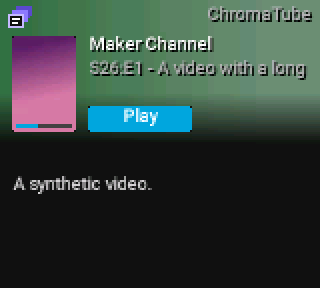 ChromaTube
Maker Channel
S26:E1 - A video with a long
Play
A synthetic video.